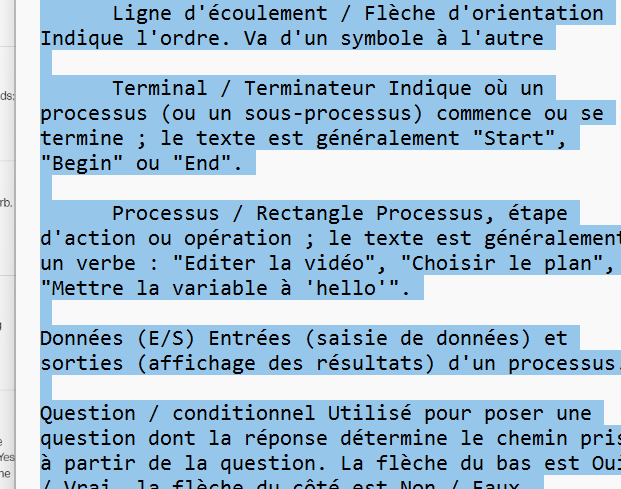 Ligne d'écoulement / Flèche d'orientation
Indique l'ordre. Va d'un symbole à l'autre
Terminal / Terminateur Indique où un
processus (ou un sous-processus) commence ou se
termine ; le texte est généralement "Start",
"Begin" ou "End".
Processus / Rectangle Processus, étape
d'action ou opération ; le texte est généralement
un verbe : "Editer la vidéo", "Choisir le plan",
"Mettre la variable à 'hello'".
Données (E/S) Entrées (saisie de données) et
sorties (affichage des résultats) d'un processus.
Question / conditionnel Utilisé pour poser une
question dont la réponse détermine le chemin pris
à partir de la question. La flèche du bas est Oui
/ Vrai, la flèche du côté est Non / Faux.
ds:
rb.
Yes